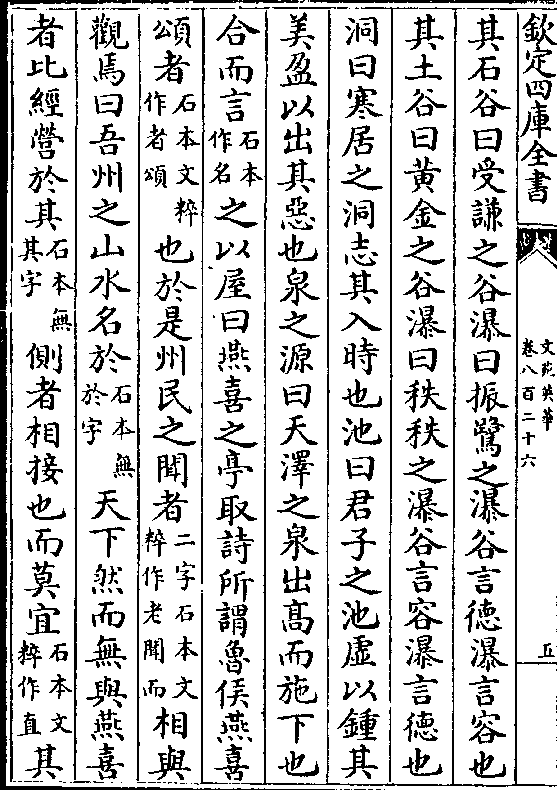 欽定四庫全書
文苑英華
卷八百二十六
五
其石谷曰受謙之谷瀑曰振鷺之瀑谷言德瀑言容也
其土谷曰黄金之谷瀑曰秩秩之瀑谷言容瀑言德也
洞曰寒居之洞志其入時也池曰君子之池虛以鍾其
美盈以出其惡也泉之源曰天澤之泉出髙而施下也
合而言石本作名之以屋曰燕喜之亭取詩所謂魯侯燕喜
頌者石本文粹作者頌也於是州民之聞者二字石本文粹作老聞而相與
觀焉曰吾州之山水名於石本無於字天下然而無與燕喜
者比經營於其石本無其字側者相接也而莫宜石本文粹作直其